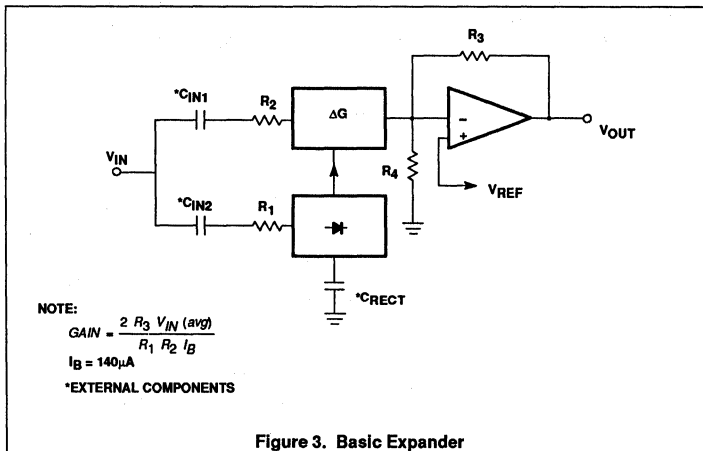 R3
*CIN1
R2
ΔG
−
+
VOUT
VIN
R4
VREF
*CIN2
R1
*CRECT
NOTE:
GAIN = 2 R3 VIN (avg) / R1 R2 IB
IB = 140µA
*EXTERNAL COMPONENTS
Figure 3. Basic Expander